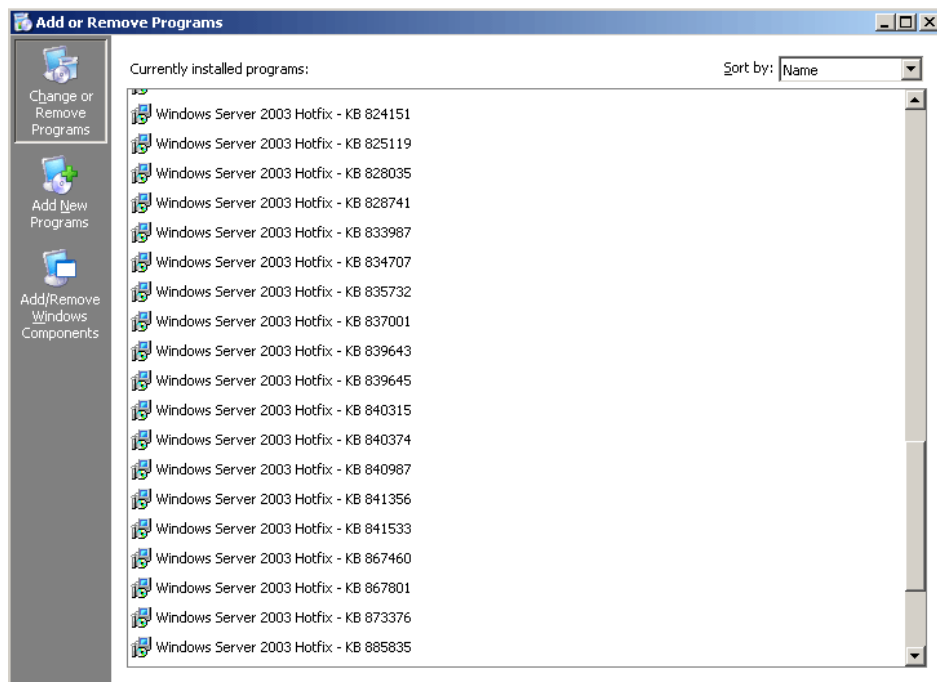 Add or Remove Programs
Change or
Remove
Programs
Add New
Programs
Add/Remove
Windows
Components
Currently installed programs:
Sort by: Name
Windows Server 2003 Hotfix - KB 824151
Windows Server 2003 Hotfix - KB 825119
Windows Server 2003 Hotfix - KB 828035
Windows Server 2003 Hotfix - KB 828741
Windows Server 2003 Hotfix - KB 833987
Windows Server 2003 Hotfix - KB 834707
Windows Server 2003 Hotfix - KB 835732
Windows Server 2003 Hotfix - KB 837001
Windows Server 2003 Hotfix - KB 839643
Windows Server 2003 Hotfix - KB 839645
Windows Server 2003 Hotfix - KB 840315
Windows Server 2003 Hotfix - KB 840374
Windows Server 2003 Hotfix - KB 840987
Windows Server 2003 Hotfix - KB 841356
Windows Server 2003 Hotfix - KB 841533
Windows Server 2003 Hotfix - KB 867460
Windows Server 2003 Hotfix - KB 867801
Windows Server 2003 Hotfix - KB 873376
Windows Server 2003 Hotfix - KB 885835